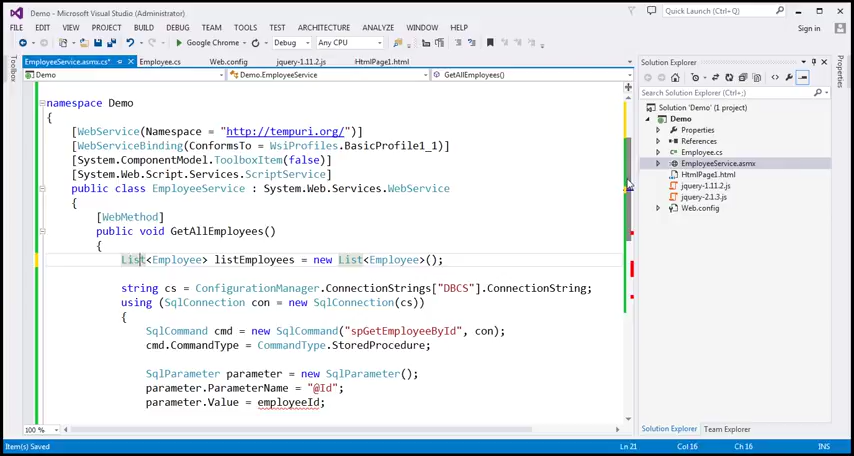 Demo - Microsoft Visual Studio (Administrator)
Quick Launch (Ctrl+Q)
FILE EDIT VIEW PROJECT BUILD DEBUG TEAM TOOLS TEST ARCHITECTURE ANALYZE WINDOW HELP
Sign in
Google Chrome Debug Any CPU
EmployeeService.asmx.cs* Employee.cs Web.config jquery-1.11.2.js HtmlPage1.html
Demo Demo.EmployeeService GetAllEmployees()
Toolbox
namespace Demo
{
[WebService(Namespace = "http://tempuri.org/")]
[WebServiceBinding(ConformsTo = WsiProfiles.BasicProfile1_1)]
[System.ComponentModel.ToolboxItem(false)]
[System.Web.Script.Services.ScriptService]
public class EmployeeService : System.Web.Services.WebService
{
[WebMethod]
public void GetAllEmployees()
{
List<Employee> listEmployees = new List<Employee>();
string cs = ConfigurationManager.ConnectionStrings["DBCS"].ConnectionString;
using (SqlConnection con = new SqlConnection(cs))
{
SqlCommand cmd = new SqlCommand("spGetEmployeeById", con);
cmd.CommandType = CommandType.StoredProcedure;
SqlParameter parameter = new SqlParameter();
parameter.ParameterName = "@Id";
parameter.Value = employeeId;
100 %
Solution Explorer
Search Solution Explorer (Ctrl+;)
Solution 'Demo' (1 project)
Demo
Properties
References
Employee.cs
EmployeeService.asmx
HtmlPage1.html
jquery-1.11.2.js
jquery-2.1.3.js
Web.config
Solution Explorer Team Explorer
Properties
Item(s) Saved Ln 21 Col 16 Ch 16 INS